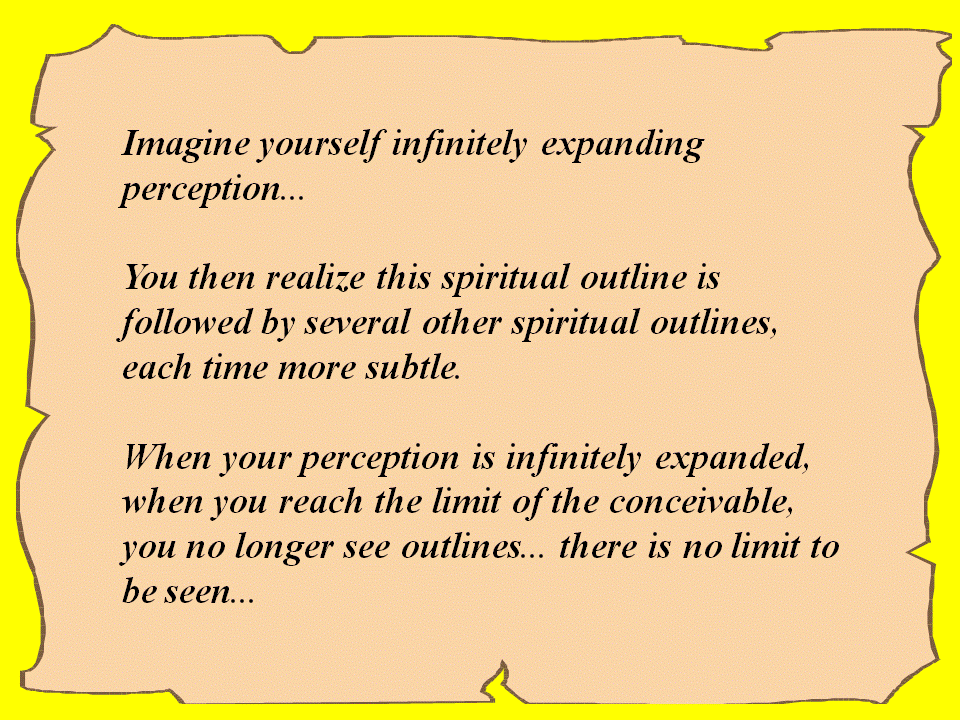 Imagine yourself infinitely expanding
perception...
You then realize this spiritual outline is
followed by several other spiritual outlines,
each time more subtle.
When your perception is infinitely expanded,
when you reach the limit of the conceivable,
you no longer see outlines... there is no limit to
be seen...